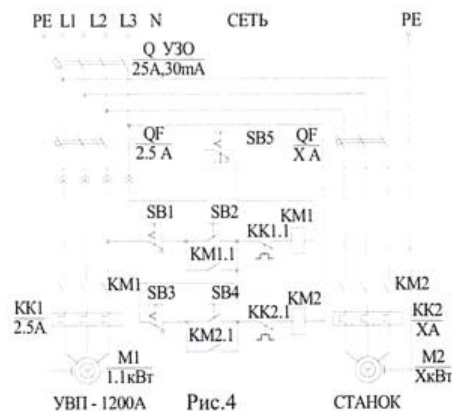 PE L1 L2 L3 N СЕТЬ PE
Q УЗО
25А,30mA
QF
2.5 А
SB5
QF
X А
SB1 SB2 KK1.1 KM1
KM1.1
KM1 SB3 SB4 KK2.1 KM2 KM2
KK1
2.5А
KM2.1
KK2
XA
M1
1.1кВт
M2
XкВт
УВП - 1200А Рис.4 СТАНОК